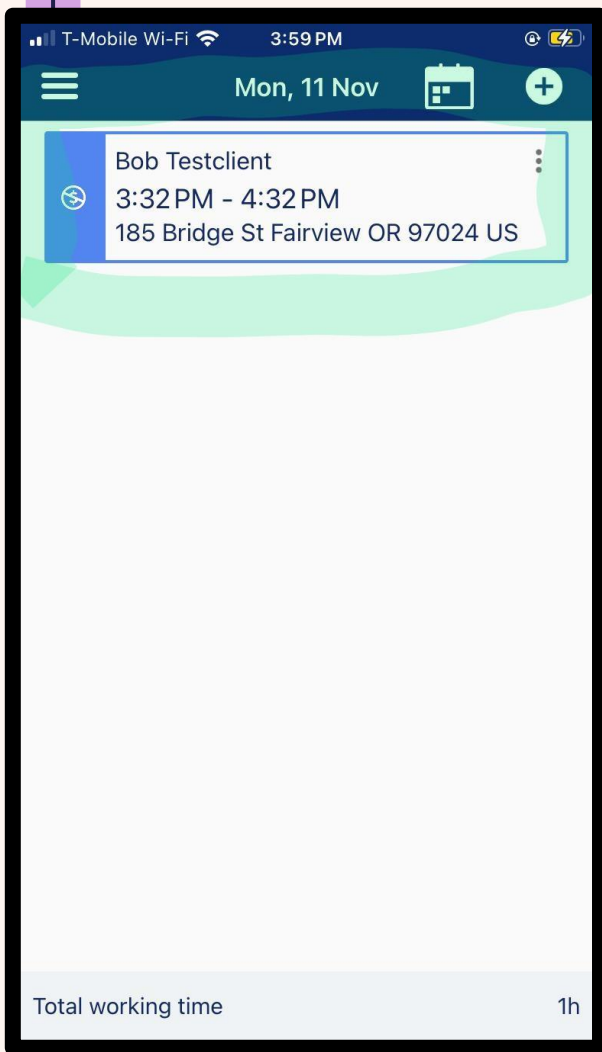 T-Mobile Wi-Fi 3:59 PM
Mon, 11 Nov
Bob Testclient
3:32 PM - 4:32 PM
185 Bridge St Fairview OR 97024 US
Total working time 1h